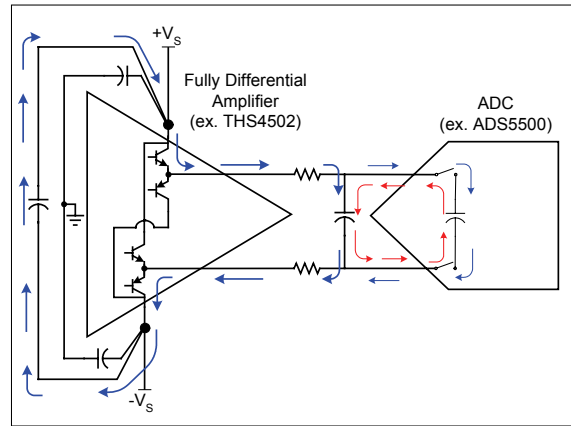 +VS
Fully Differential
Amplifier
(ex. THS4502)
ADC
(ex. ADS5500)
-VS